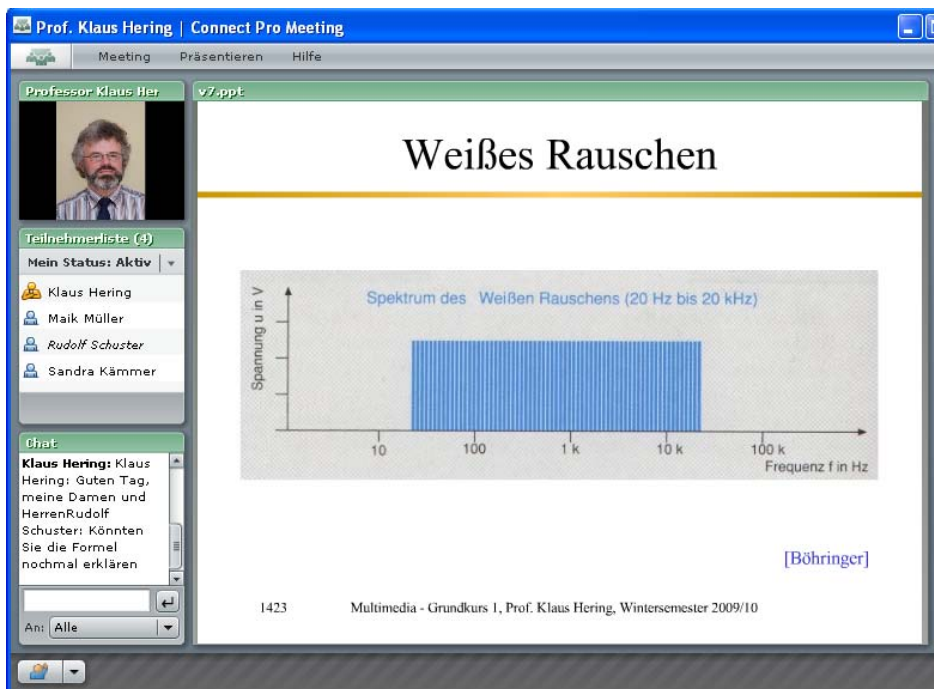 Prof. Klaus Hering | Connect Pro Meeting
Meeting Präsentieren Hilfe
Professor Klaus Her
Teilnehmerliste (4)
Mein Status: Aktiv
Klaus Hering
Maik Müller
Rudolf Schuster
Sandra Kämmer
Chat
Klaus Hering: Klaus
Hering: Guten Tag,
meine Damen und
HerrenRudolf
Schuster: Könnten
Sie die Formel
nochmal erklären
An: Alle
v7.ppt
Weißes Rauschen
Spektrum des Weißen Rauschens (20 Hz bis 20 kHz)
Spannung u in V
10 100 1 k 10 k 100 k
Frequenz f in Hz
[Böhringer]
1423 Multimedia - Grundkurs 1, Prof. Klaus Hering, Wintersemester 2009/10